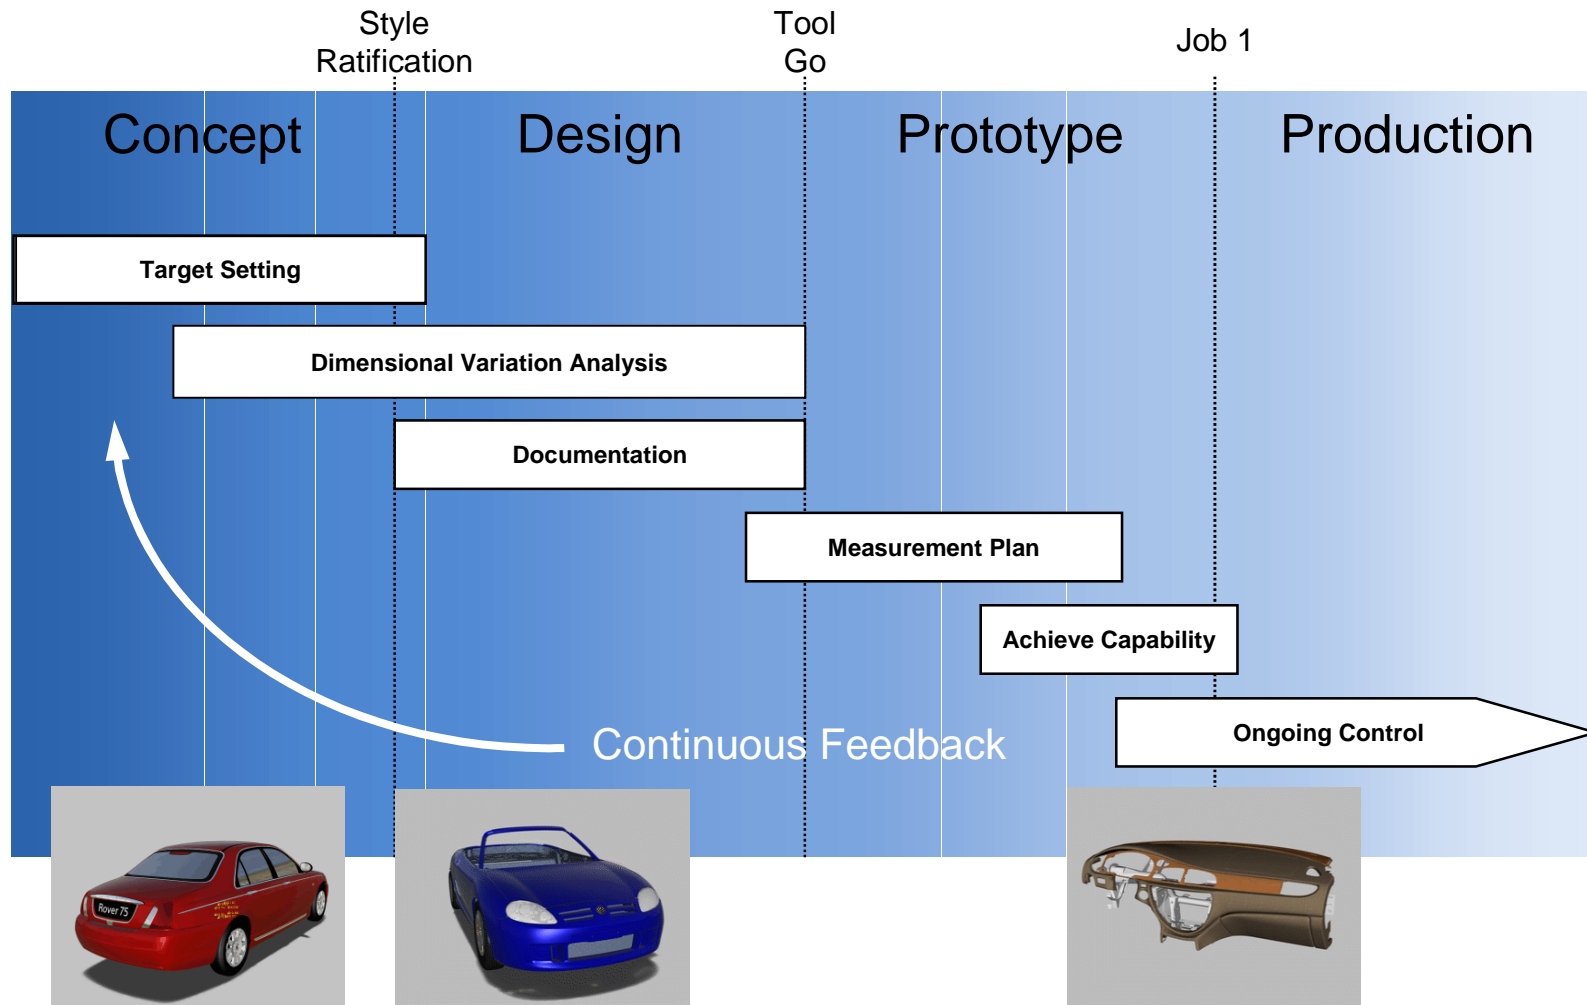 Style
Ratification
Tool
Go
Job 1
Concept
Design
Prototype
Production
Target Setting
Dimensional Variation Analysis
Documentation
Measurement Plan
Achieve Capability
Ongoing Control
Continuous Feedback
Rover 75